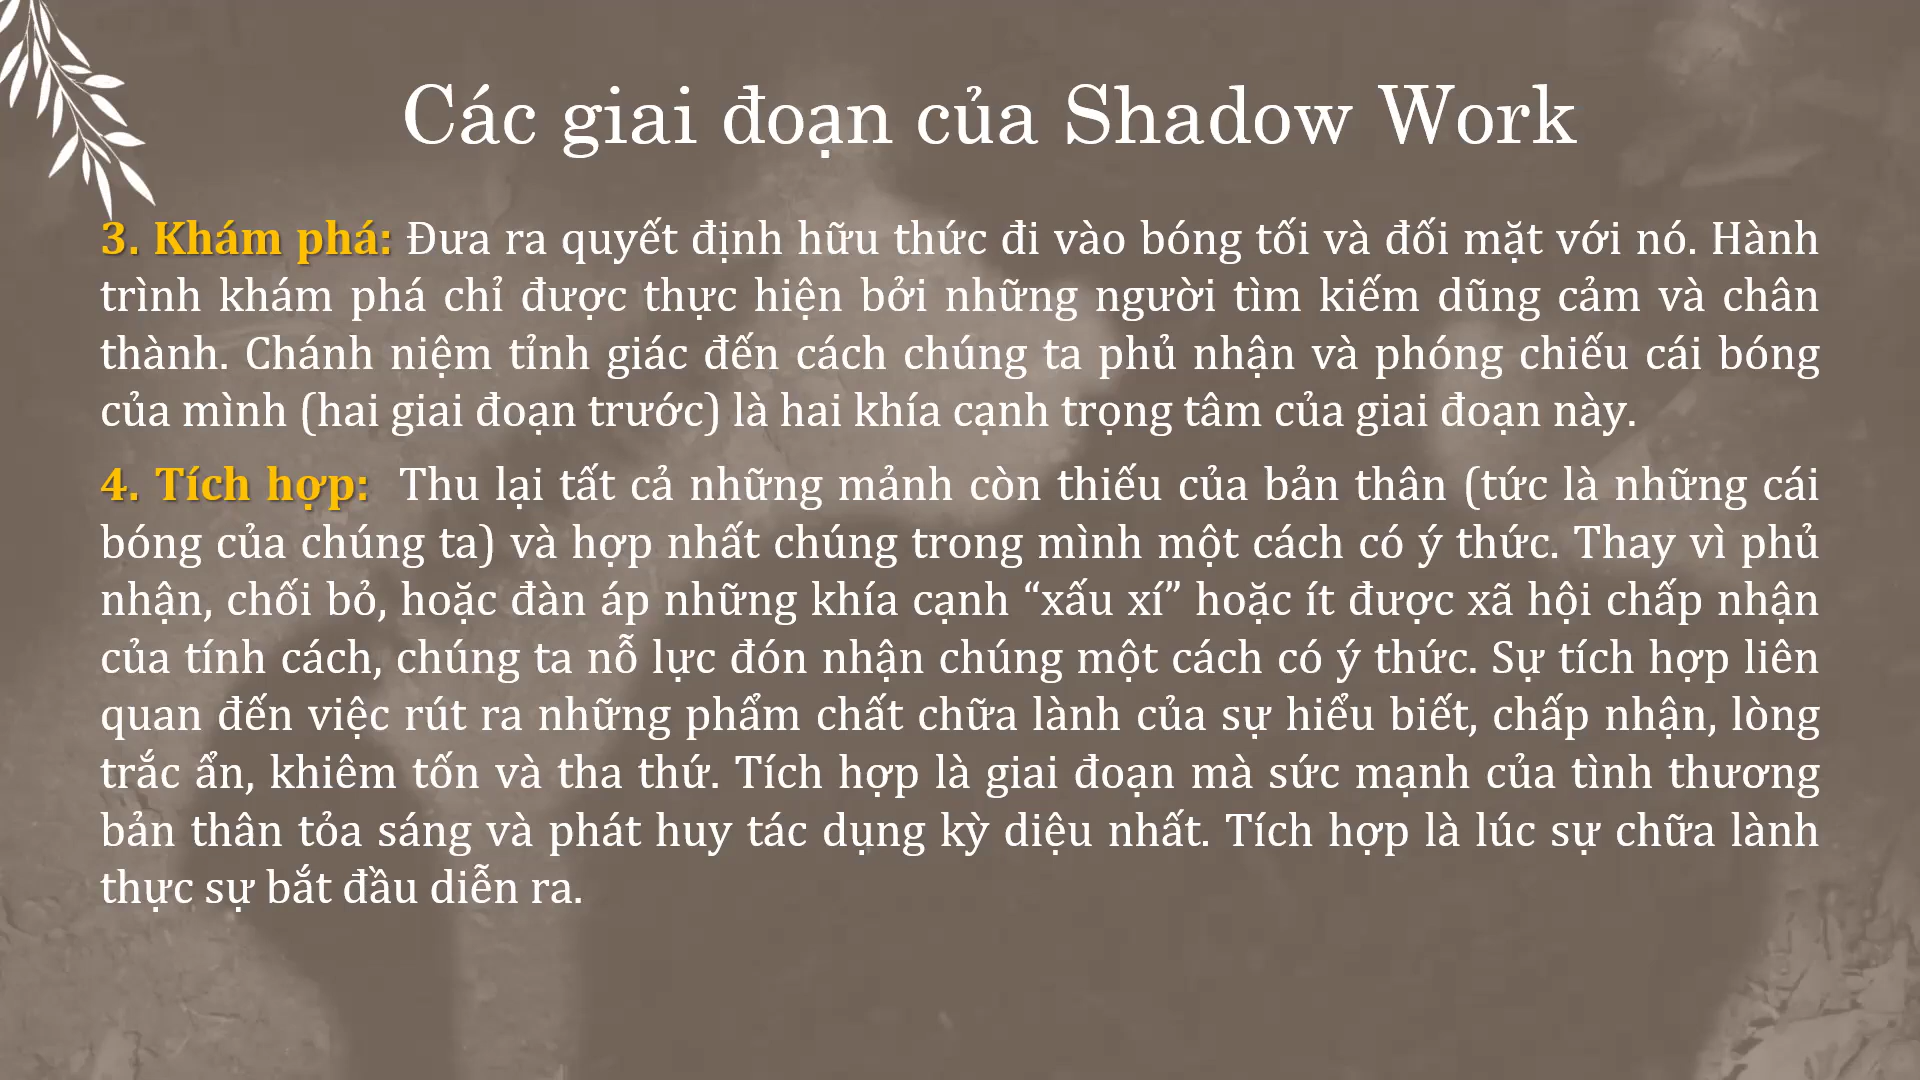 Các giai đoạn của Shadow Work
3. Khám phá: Đưa ra quyết định hữu thức đi vào bóng tối và đối mặt với nó. Hành
trình khám phá chỉ được thực hiện bởi những người tìm kiếm dũng cảm và chân
thành. Chánh niệm tỉnh giác đến cách chúng ta phủ nhận và phóng chiếu cái bóng
của mình (hai giai đoạn trước) là hai khía cạnh trọng tâm của giai đoạn này.
4. Tích hợp: Thu lại tất cả những mảnh còn thiếu của bản thân (tức là những cái
bóng của chúng ta) và hợp nhất chúng trong mình một cách có ý thức. Thay vì phủ
nhận, chối bỏ, hoặc đàn áp những khía cạnh “xấu xí” hoặc ít được xã hội chấp nhận
của tính cách, chúng ta nỗ lực đón nhận chúng một cách có ý thức. Sự tích hợp liên
quan đến việc rút ra những phẩm chất chữa lành của sự hiểu biết, chấp nhận, lòng
trắc ẩn, khiêm tốn và tha thứ. Tích hợp là giai đoạn mà sức mạnh của tình thương
bản thân tỏa sáng và phát huy tác dụng kỳ diệu nhất. Tích hợp là lúc sự chữa lành
thực sự bắt đầu diễn ra.